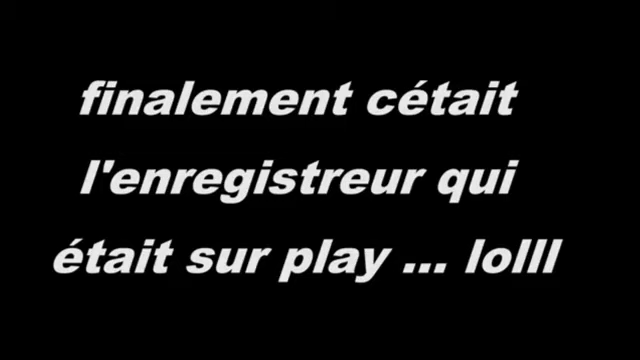 finalement cétait
l'enregistreur qui
était sur play ... lolll